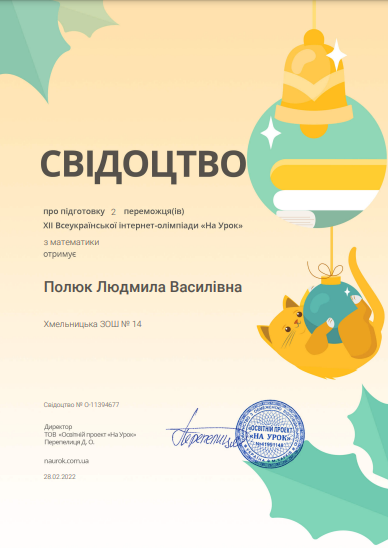 СВІДОЦТВО
про підготовку 2 переможця(ів)
XII Всеукраїнської інтернет-олімпіади «На Урок»
з математики
отримує
Полюк Людмила Василівна
Хмельницька ЗОШ № 14
Свідоцтво № О-11394677
Директор
ТОВ «Освітній проект «На Урок»
Перепелиця Д. О.
naurok.com.ua
28.02.2022
«ОСВІТНІЙ ПРОЕКТ
«НА УРОК»